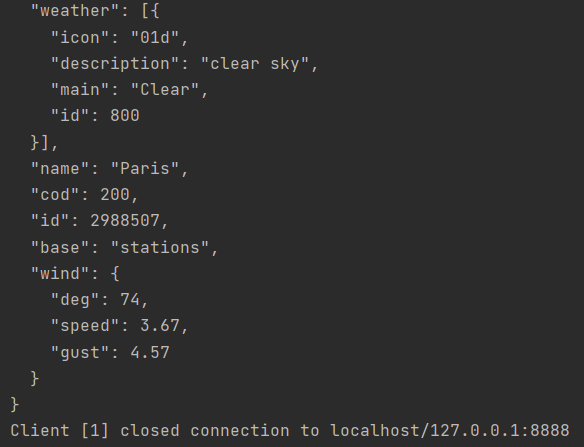 "weather": [{
"icon": "01d",
"description": "clear sky",
"main": "Clear",
"id": 800
}],
"name": "Paris",
"cod": 200,
"id": 2988507,
"base": "stations",
"wind": {
"deg": 74,
"speed": 3.67,
"gust": 4.57
}
}
Client [1] closed connection to localhost/127.0.0.1:8888